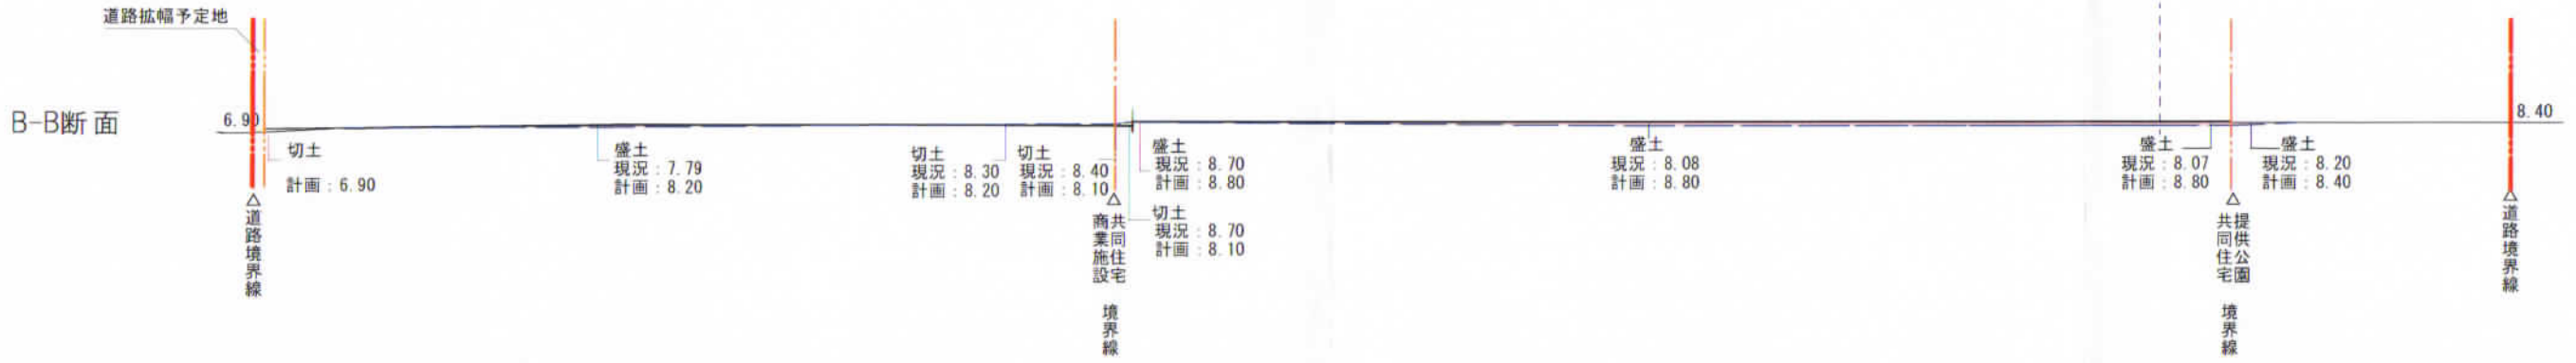 道路拡幅予定地
B-B断面
6.90
切土
計画：6.90
盛土
現況：7.79
計画：8.20
切土
現況：8.30
計画：8.20
切土
現況：8.40
計画：8.10
盛土
現況：8.70
計画：8.80
切土
現況：8.70
計画：8.10
盛土
現況：8.08
計画：8.80
盛土
現況：8.07
計画：8.80
盛土
現況：8.20
計画：8.40
8.40
△道路境界線
△
共同住宅
商業施設
境界線
△
提供公園
共同住宅
境界線
△道路境界線